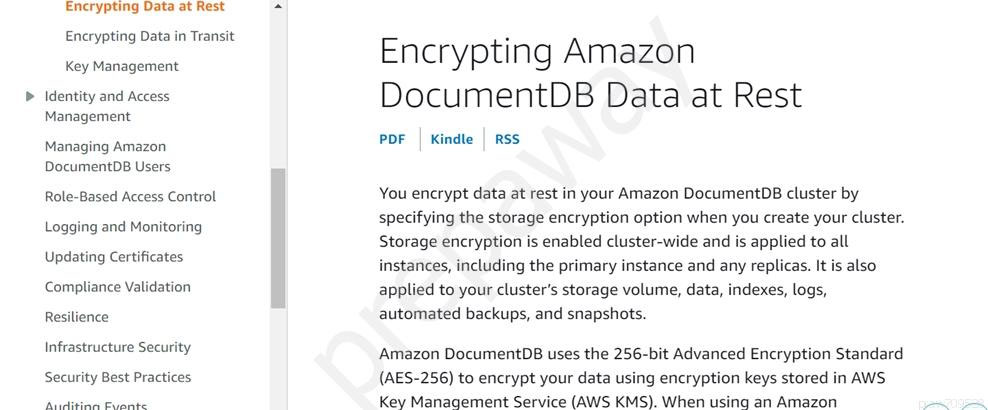 Encrypting Data at Rest
Encrypting Data in Transit
Key Management
Identity and Access
Management
Managing Amazon
DocumentDB Users
Role-Based Access Control
Logging and Monitoring
Updating Certificates
Compliance Validation
Resilience
Infrastructure Security
Security Best Practices
Auditing Events
Encrypting Amazon
DocumentDB Data at Rest
PDF
Kindle
RSS
You encrypt data at rest in your Amazon DocumentDB cluster by
specifying the storage encryption option when you create your cluster.
Storage encryption is enabled cluster-wide and is applied to all
instances, including the primary instance and any replicas. It is also
applied to your cluster’s storage volume, data, indexes, logs,
automated backups, and snapshots.
Amazon DocumentDB uses the 256-bit Advanced Encryption Standard
(AES-256) to encrypt your data using encryption keys stored in AWS
Key Management Service (AWS KMS). When using an Amazon
prepaway